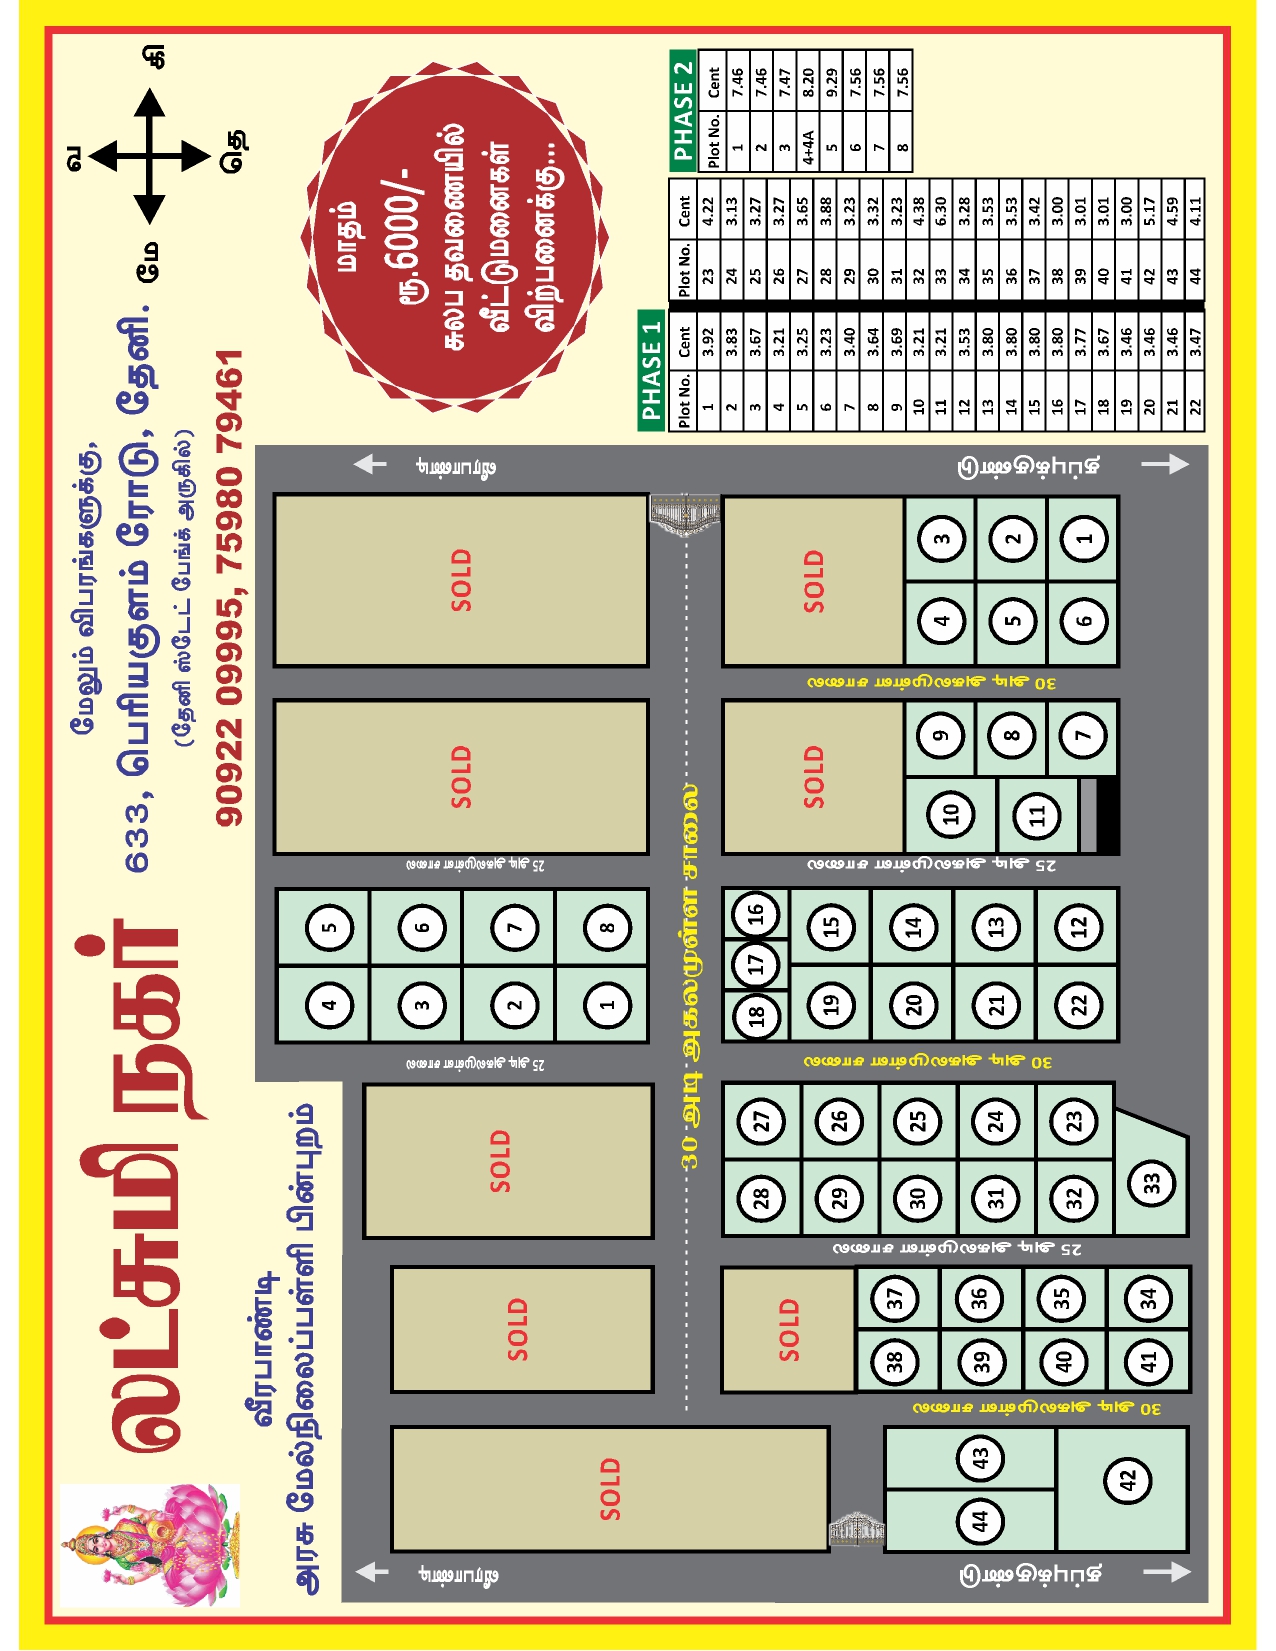 லட்சுமி நகர்
மேலும் விபரங்களுக்கு,
633, பெரியகுளம் ரோடு, தேனி.
(தேனி ஸ்டேட் பேங்க் அருகில்)
90922 09995, 75980 79461
வ
மே
கி
தெ
வீரபாண்டி
அரசு மேல்நிலைப்பள்ளி பின்புறம்
மாதம்
ரூ.6000/-
சுலப தவணையில்
வீட்டுமனைகள்
விற்பனைக்கு...
வீரபாண்டி
SOLD
SOLD
SOLD
25 அடி அகலமுள்ள சாலை
4 5
3 6
2 7
1 8
25 அடி அகலமுள்ள சாலை
SOLD
SOLD
வீரபாண்டி
30 அடி அகலமுள்ள சாலை
தப்புக்குண்டு
44 43
42
30 அடி அகலமுள்ள சாலை
SOLD
38 37
39 36
40 35
41 34
25 அடி அகலமுள்ள சாலை
28 27
29 26
30 25
31 24
32 23
33
30 அடி அகலமுள்ள சாலை
18 17 16
19 15
20 14
21 13
22 12
25 அடி அகலமுள்ள சாலை
SOLD
10 9
11 8
7
30 அடி அகலமுள்ள சாலை
SOLD
4 3
5 2
6 1
தப்புக்குண்டு
PHASE 1
Plot No. Cent Plot No. Cent
1 3.92 23 4.22
2 3.83 24 3.13
3 3.67 25 3.27
4 3.21 26 3.27
5 3.25 27 3.65
6 3.23 28 3.88
7 3.40 29 3.23
8 3.64 30 3.32
9 3.69 31 3.23
10 3.21 32 4.38
11 3.21 33 6.30
12 3.53 34 3.28
13 3.80 35 3.53
14 3.80 36 3.53
15 3.80 37 3.42
16 3.80 38 3.00
17 3.77 39 3.01
18 3.67 40 3.01
19 3.46 41 3.00
20 3.46 42 5.17
21 3.46 43 4.59
22 3.47 44 4.11
PHASE 2
Plot No. Cent
1 7.46
2 7.46
3 7.47
4+4A 8.20
5 9.29
6 7.56
7 7.56
8 7.56